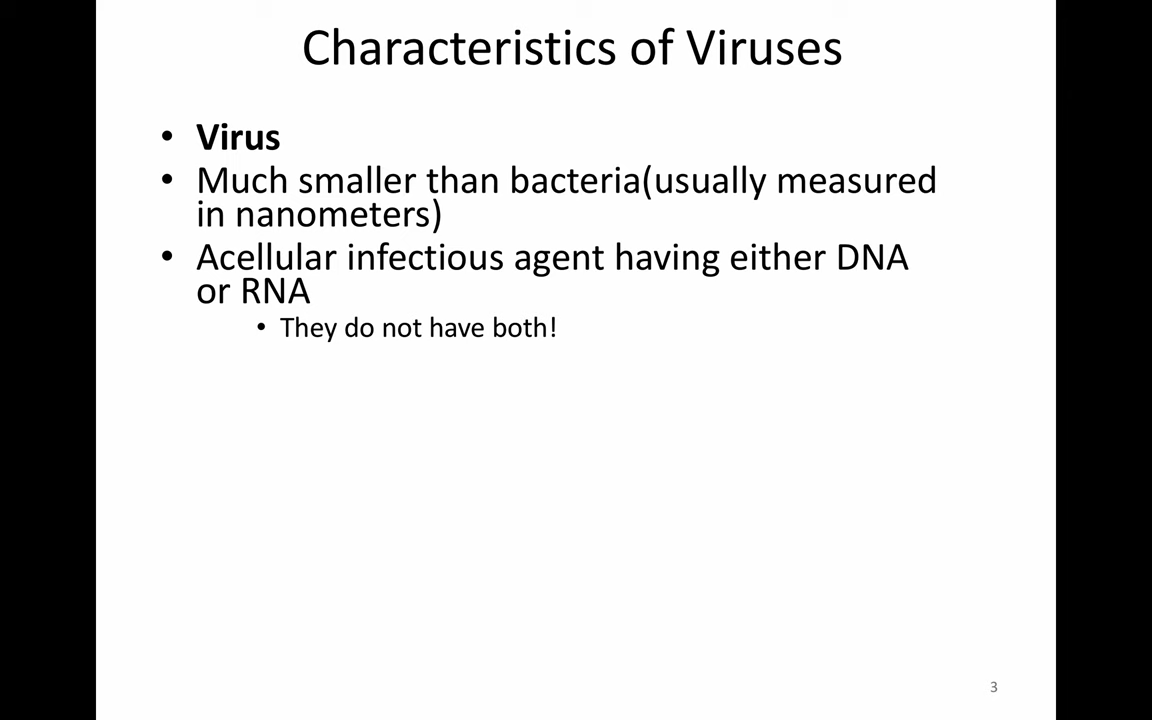 Characteristics of Viruses
• Virus
• Much smaller than bacteria(usually measured
in nanometers)
• Acellular infectious agent having either DNA
or RNA
• They do not have both!
3